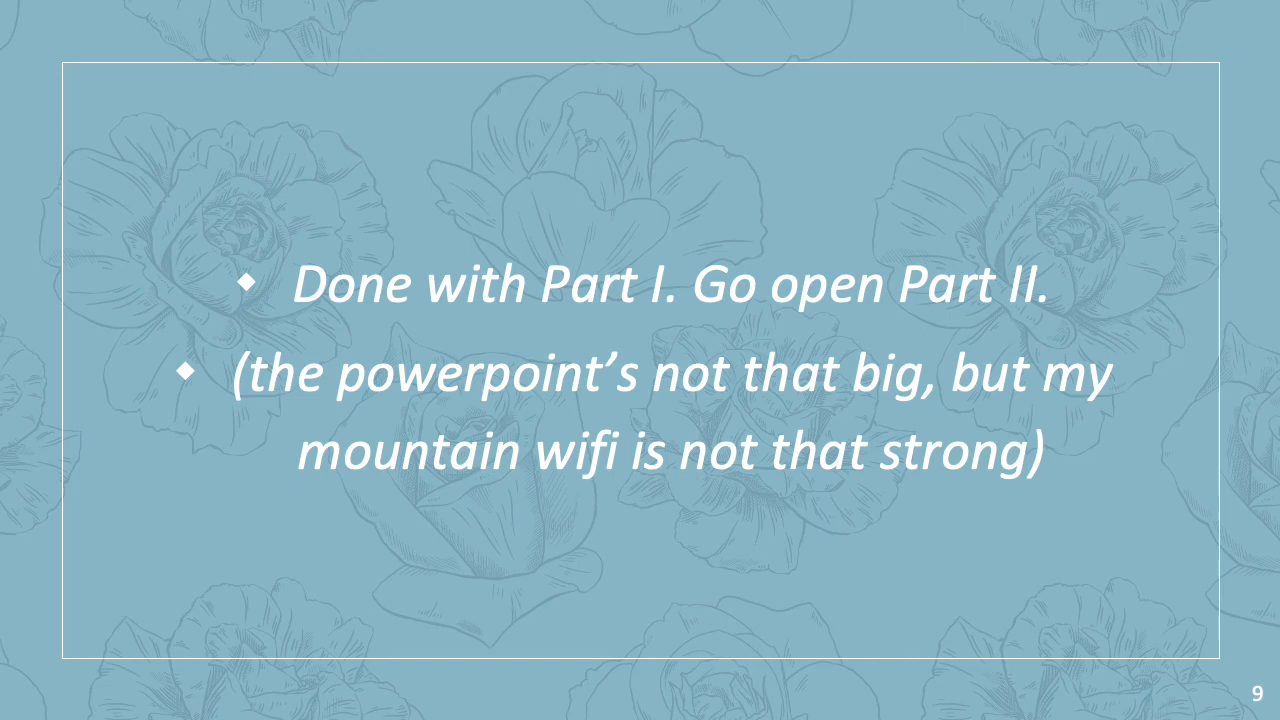 ◆ Done with Part I. Go open Part II.
◆ (the powerpoint’s not that big, but my
mountain wifi is not that strong)
9